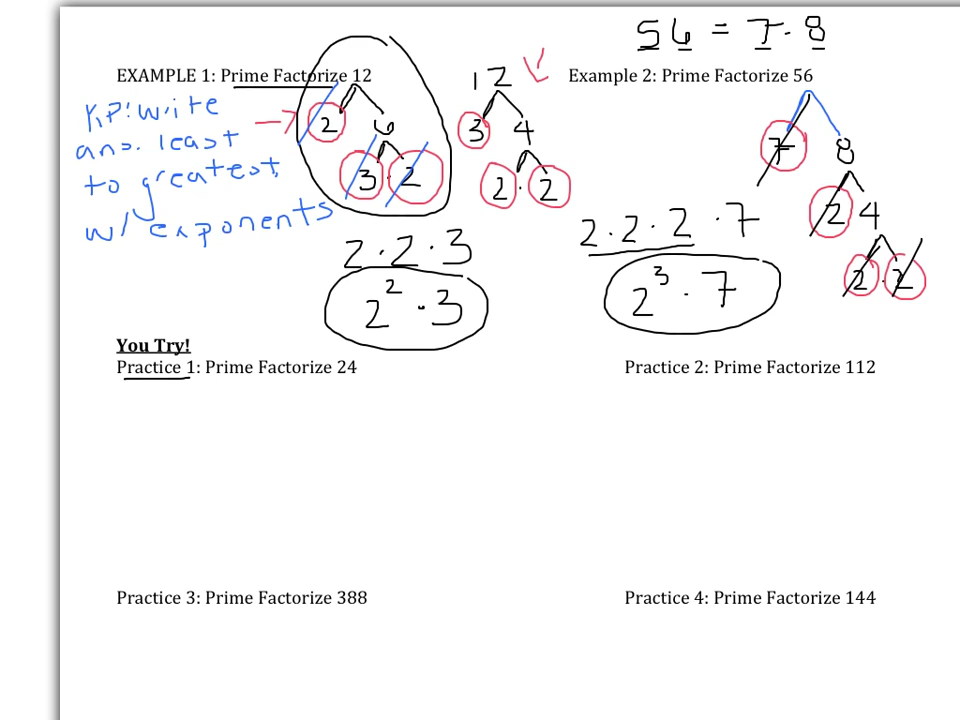 56 = 7 · 8
EXAMPLE 1: Prime Factorize 12
12
Example 2: Prime Factorize 56
K.P! Write
ans. least
to greatest,
w/ exponents
2 6
3 · 2
3 4
2 · 2
7 8
2 4
2 · 2
2 · 2 · 3
2² · 3
2 · 2 · 2 · 7
2³ · 7
You Try!
Practice 1: Prime Factorize 24
Practice 2: Prime Factorize 112
Practice 3: Prime Factorize 388
Practice 4: Prime Factorize 144